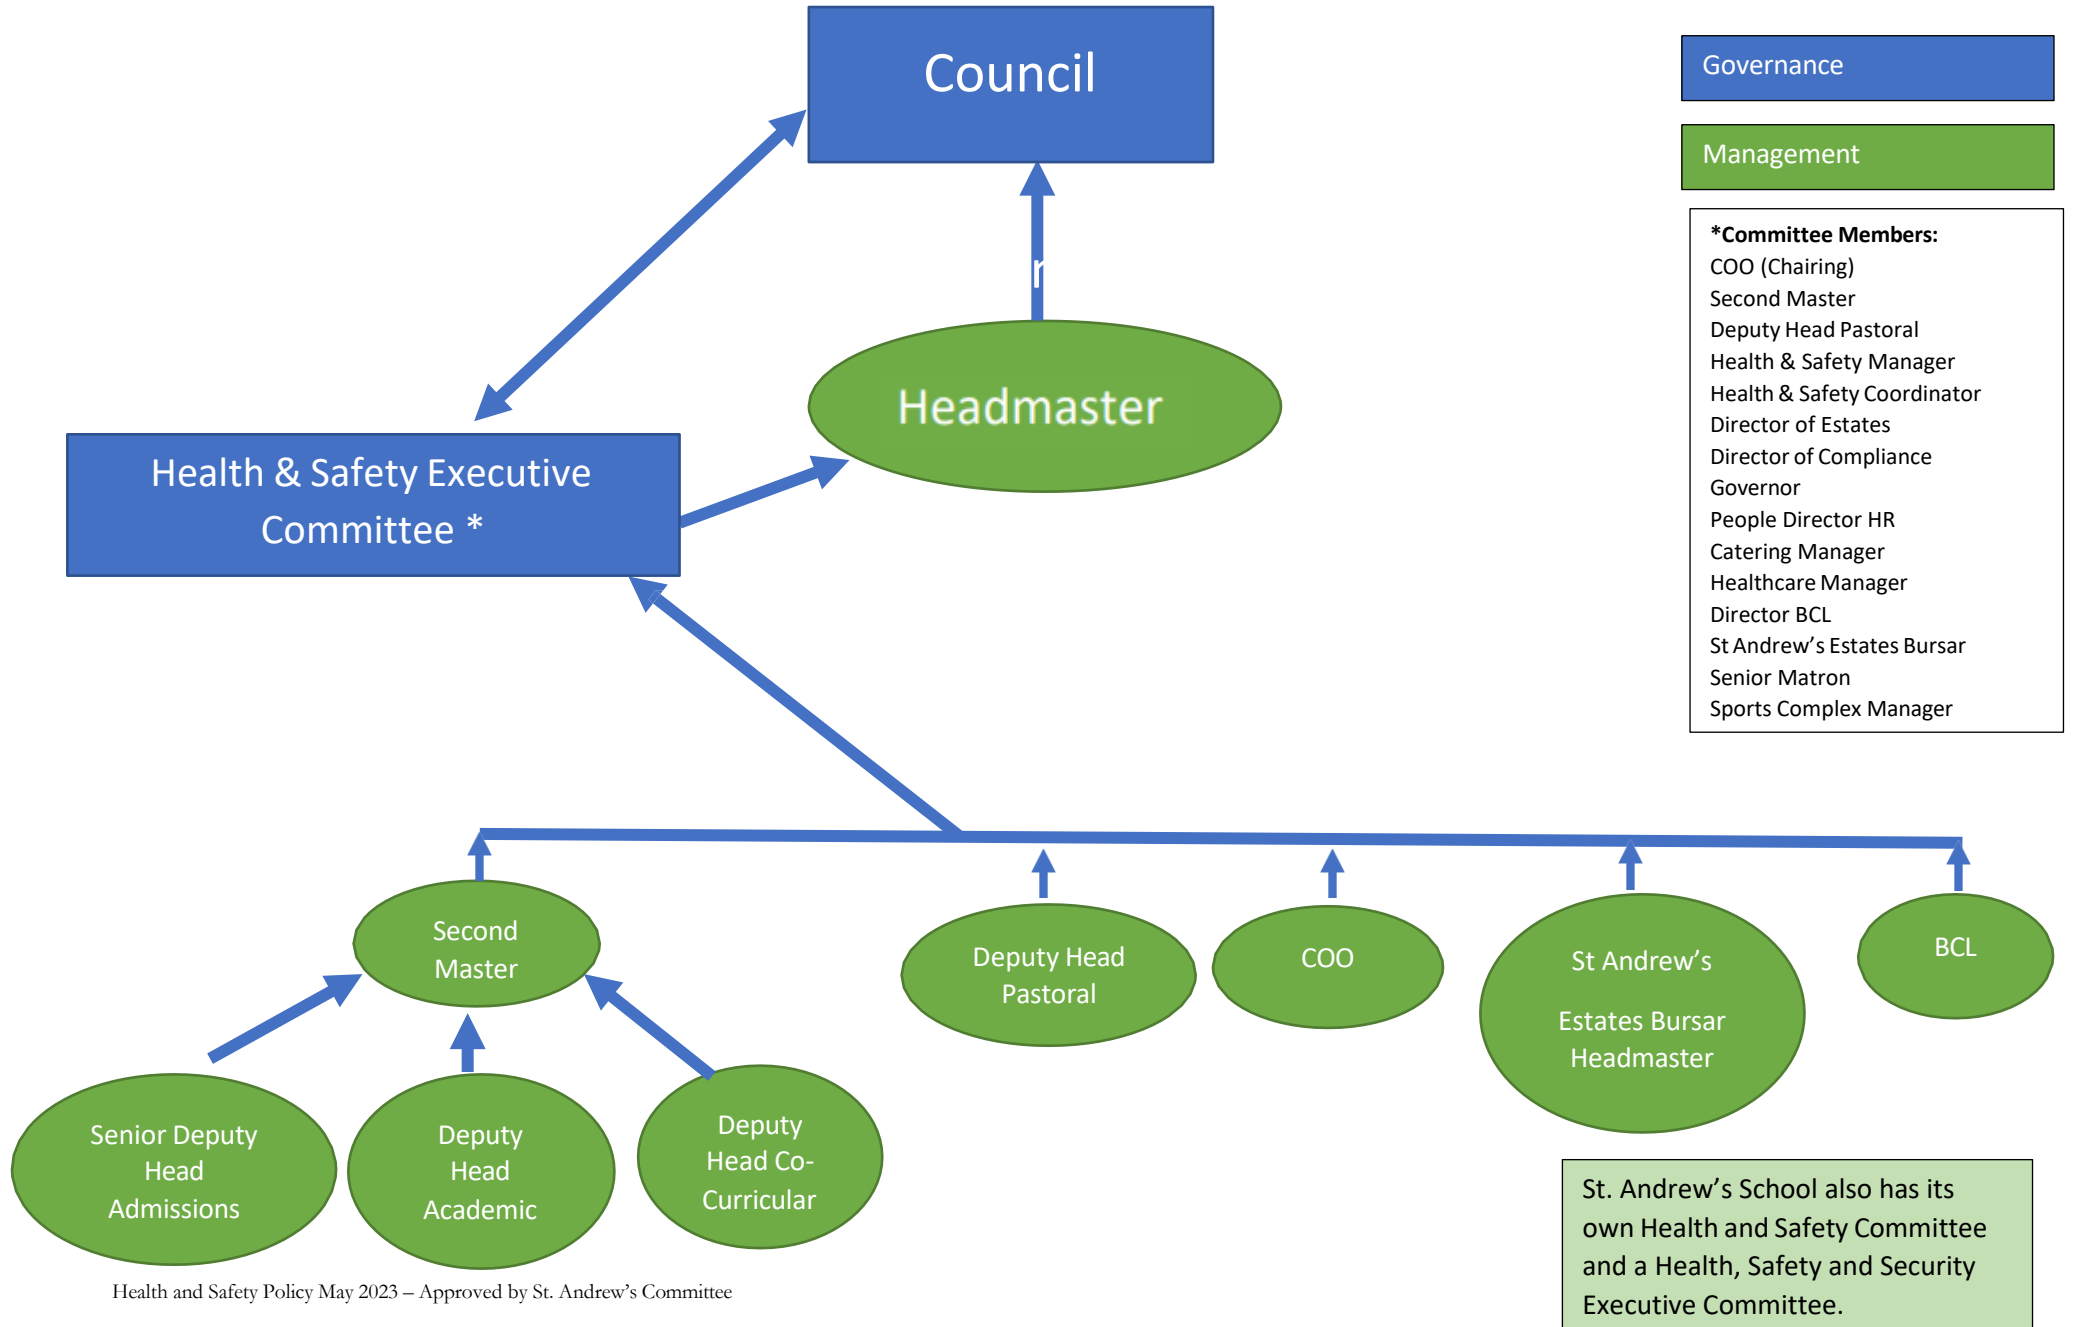 Council
Governance
Management
*Committee Members:
COO (Chairing)
Second Master
Deputy Head Pastoral
Health & Safety Manager
Health & Safety Coordinator
Director of Estates
Director of Compliance
Governor
People Director HR
Catering Manager
Healthcare Manager
Director BCL
St Andrew's Estates Bursar
Senior Matron
Sports Complex Manager
r
Headmaster
Health & Safety Executive
Committee *
Second
Master
Deputy Head
Pastoral
COO
St Andrew's
Estates Bursar
Headmaster
BCL
Senior Deputy
Head
Admissions
Deputy
Head
Academic
Deputy
Head Co-
Curricular
St. Andrew's School also has its
own Health and Safety Committee
and a Health, Safety and Security
Executive Committee.
Health and Safety Policy May 2023 – Approved by St. Andrew's Committee